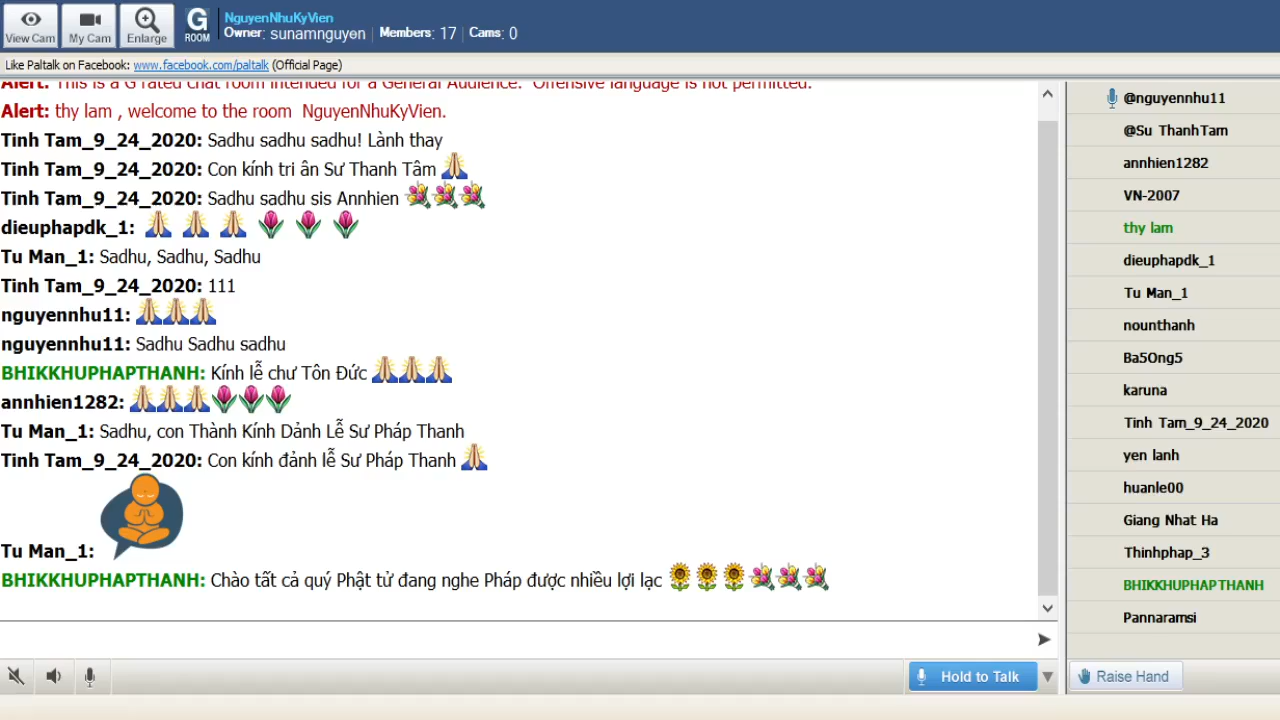 View Cam
My Cam
Enlarge
G
ROOM
NguyenNhuKyVien
Owner: sunamnguyen | Members: 17 | Cams: 0
Like Paltalk on Facebook: www.facebook.com/paltalk (Official Page)
Alert: This is a G rated chat room intended for a General Audience. Offensive language is not permitted.
Alert: thy lam , welcome to the room NguyenNhuKyVien.
Tinh Tam_9_24_2020: Sadhu sadhu sadhu! Lành thay
Tinh Tam_9_24_2020: Con kính tri ân Sư Thanh Tâm
Tinh Tam_9_24_2020: Sadhu sadhu sis Annhien
dieuphapdk_1:
Tu Man_1: Sadhu, Sadhu, Sadhu
Tinh Tam_9_24_2020: 111
nguyennhu11:
nguyennhu11: Sadhu Sadhu sadhu
BHIKKHUPHAPTHANH: Kính lễ chư Tôn Đức
annhien1282:
Tu Man_1: Sadhu, con Thành Kính Dảnh Lễ Sư Pháp Thanh
Tinh Tam_9_24_2020: Con kính đảnh lễ Sư Pháp Thanh
Tu Man_1:
BHIKKHUPHAPTHANH: Chào tất cả quý Phật tử đang nghe Pháp được nhiều lợi lạc
@nguyennhu11
@Su ThanhTam
annhien1282
VN-2007
thy lam
dieuphapdk_1
Tu Man_1
nounthanh
Ba5Ong5
karuna
Tinh Tam_9_24_2020
yen lanh
huanle00
Giang Nhat Ha
Thinhphap_3
BHIKKHUPHAPTHANH
Pannaramsi
Hold to Talk
Raise Hand